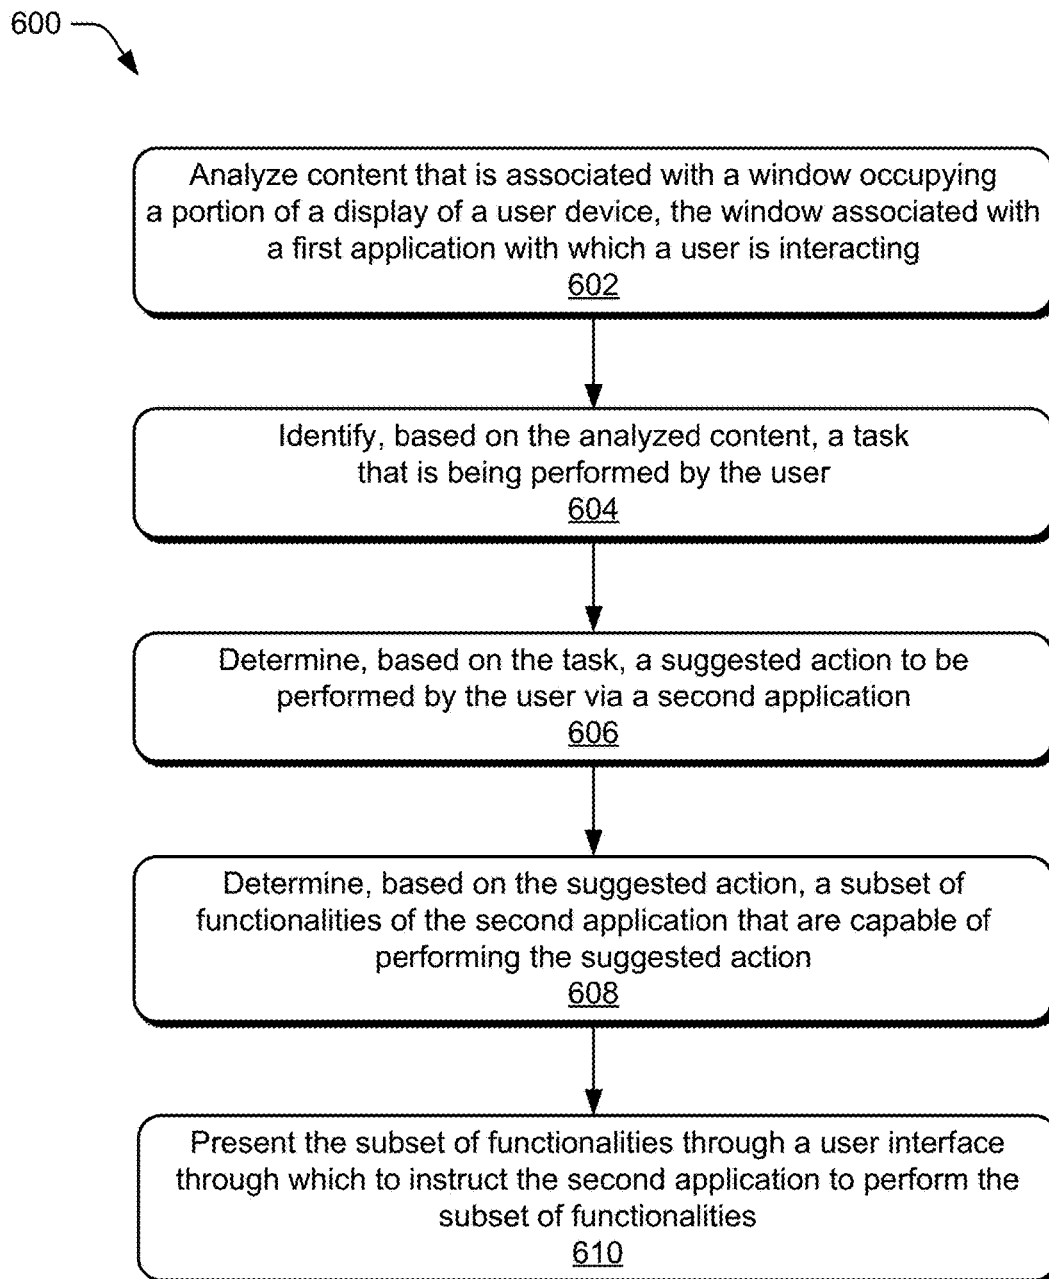 600
Analyze content that is associated with a window occupying
a portion of a display of a user device, the window associated with
a first application with which a user is interacting
602
Identify, based on the analyzed content, a task
that is being performed by the user
604
Determine, based on the task, a suggested action to be
performed by the user via a second application
606
Determine, based on the suggested action, a subset of
functionalities of the second application that are capable of
performing the suggested action
608
Present the subset of functionalities through a user interface
through which to instruct the second application to perform the
subset of functionalities
610